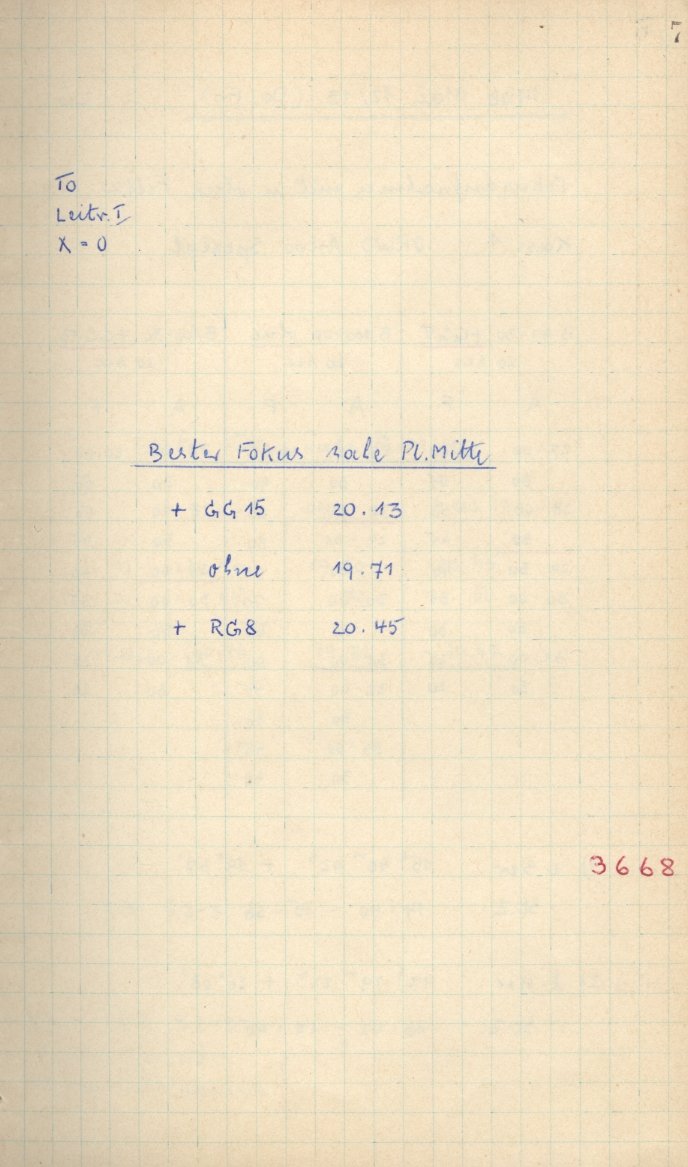 7
To
Leitr. I
X = 0
Bester Fokus nahe Pl. Mitte
+ GG 15 20.13
ohne 19.71
+ RG8 20.45
3668